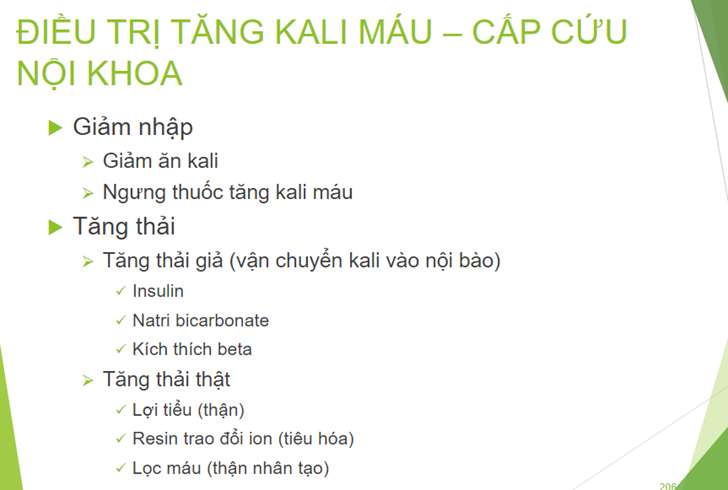 ĐIỀU TRỊ TĂNG KALI MÁU – CẤP CỨU
NỘI KHOA
Giảm nhập
Giảm ăn kali
Ngưng thuốc tăng kali máu
Tăng thải
Tăng thải giả (vận chuyển kali vào nội bào)
Insulin
Natri bicarbonate
Kích thích beta
Tăng thải thật
Lợi tiểu (thận)
Resin trao đổi ion (tiêu hóa)
Lọc máu (thận nhân tạo)
206